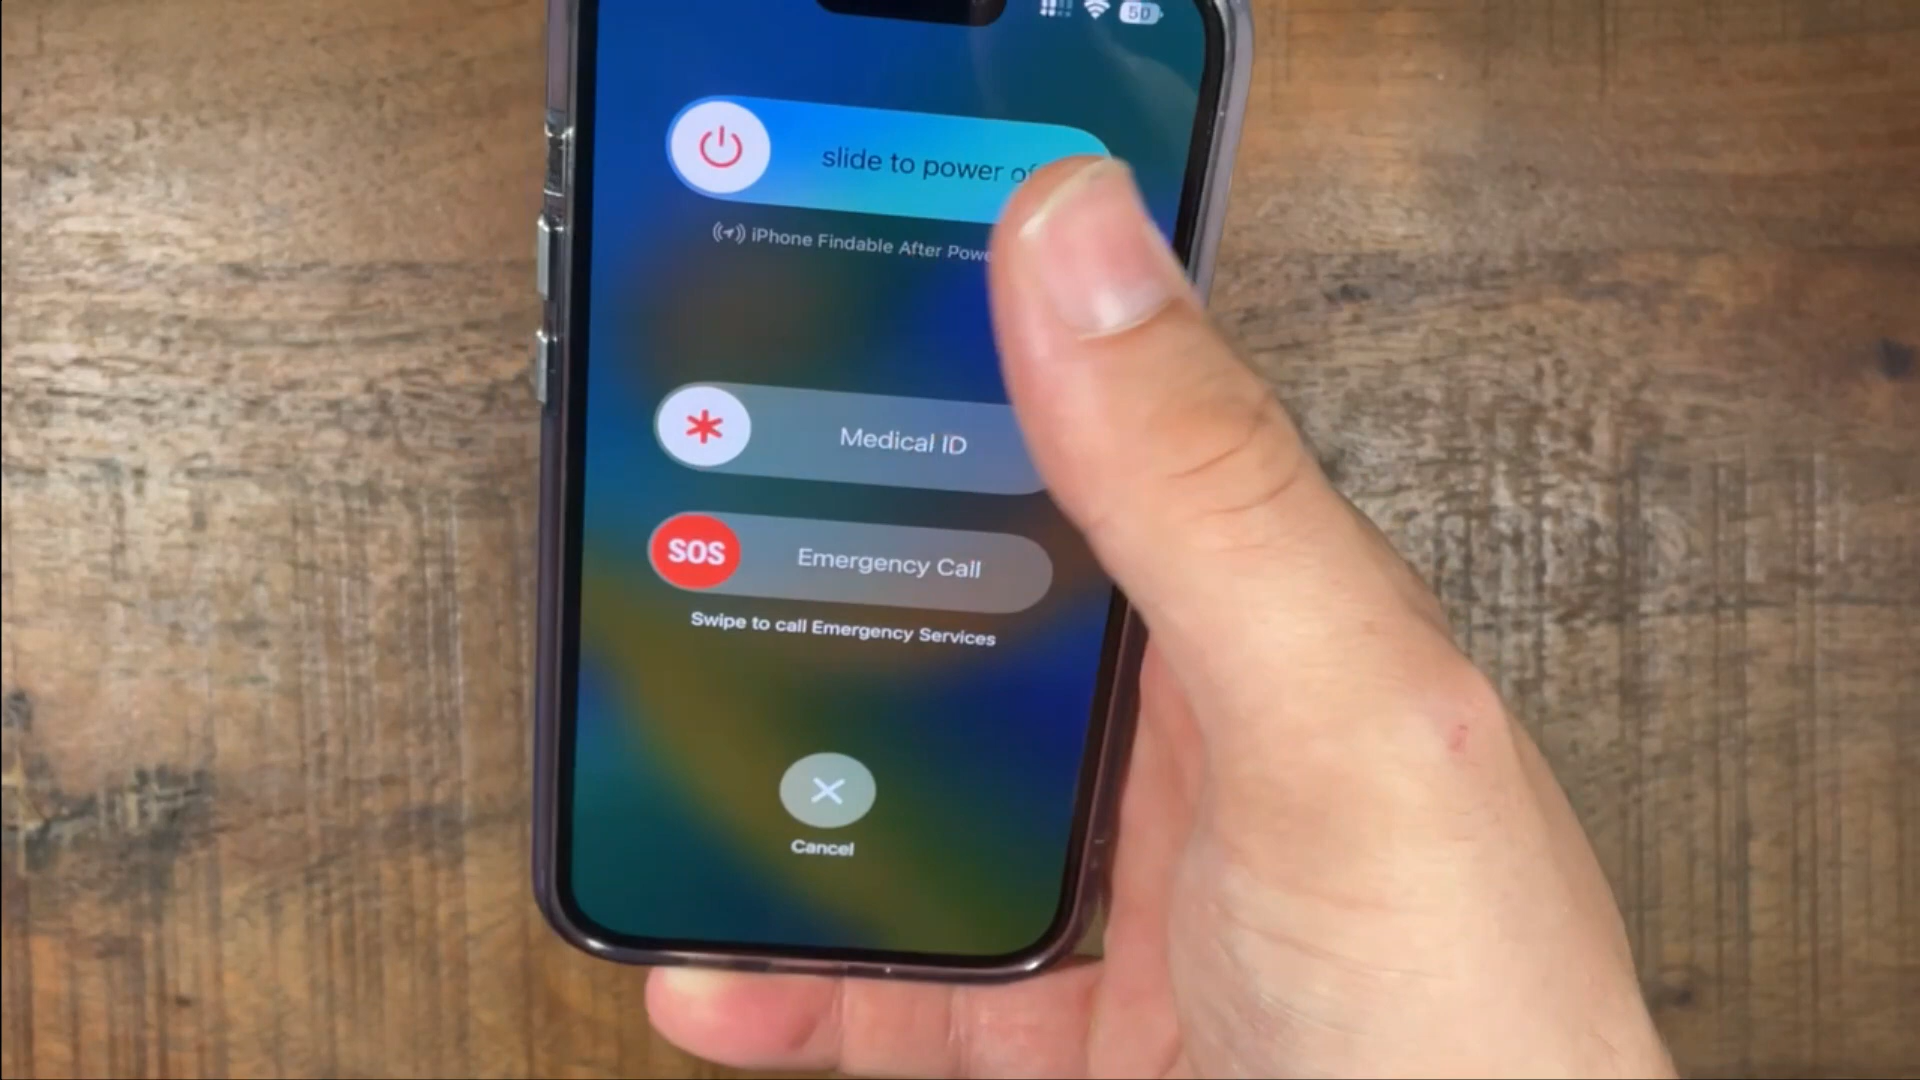 50
slide to power
iPhone Findable After
Medical ID
SOS
Emergency Call
Swipe to call Emergency Services
Cancel